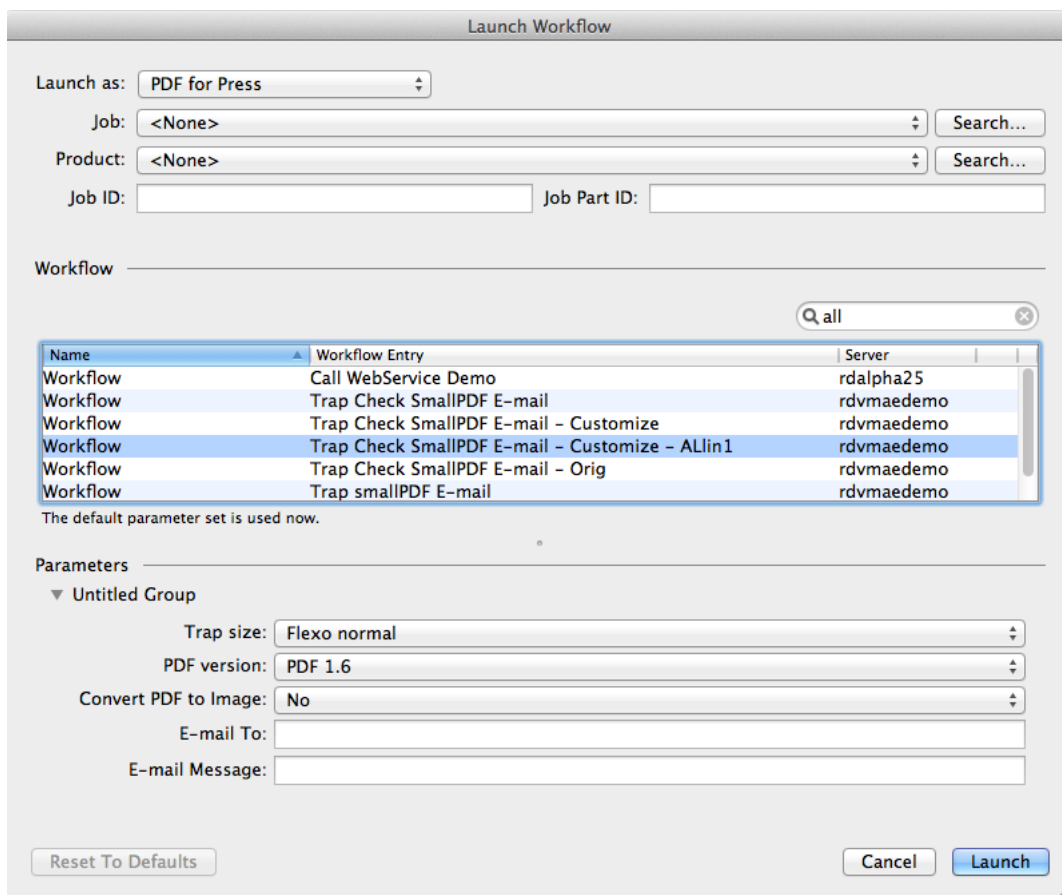 Launch Workflow
Launch as: PDF for Press
Job: <None> Search...
Product: <None> Search...
Job ID: Job Part ID:
Workflow
all
Name Workflow Entry Server
Workflow Call WebService Demo rdalpha25
Workflow Trap Check SmallPDF E-mail rdvmaedemo
Workflow Trap Check SmallPDF E-mail - Customize rdvmaedemo
Workflow Trap Check SmallPDF E-mail - Customize - ALlin1 rdvmaedemo
Workflow Trap Check SmallPDF E-mail - Orig rdvmaedemo
Workflow Trap smallPDF E-mail rdvmaedemo
The default parameter set is used now.
Parameters
Untitled Group
Trap size: Flexo normal
PDF version: PDF 1.6
Convert PDF to Image: No
E-mail To:
E-mail Message:
Reset To Defaults Cancel Launch